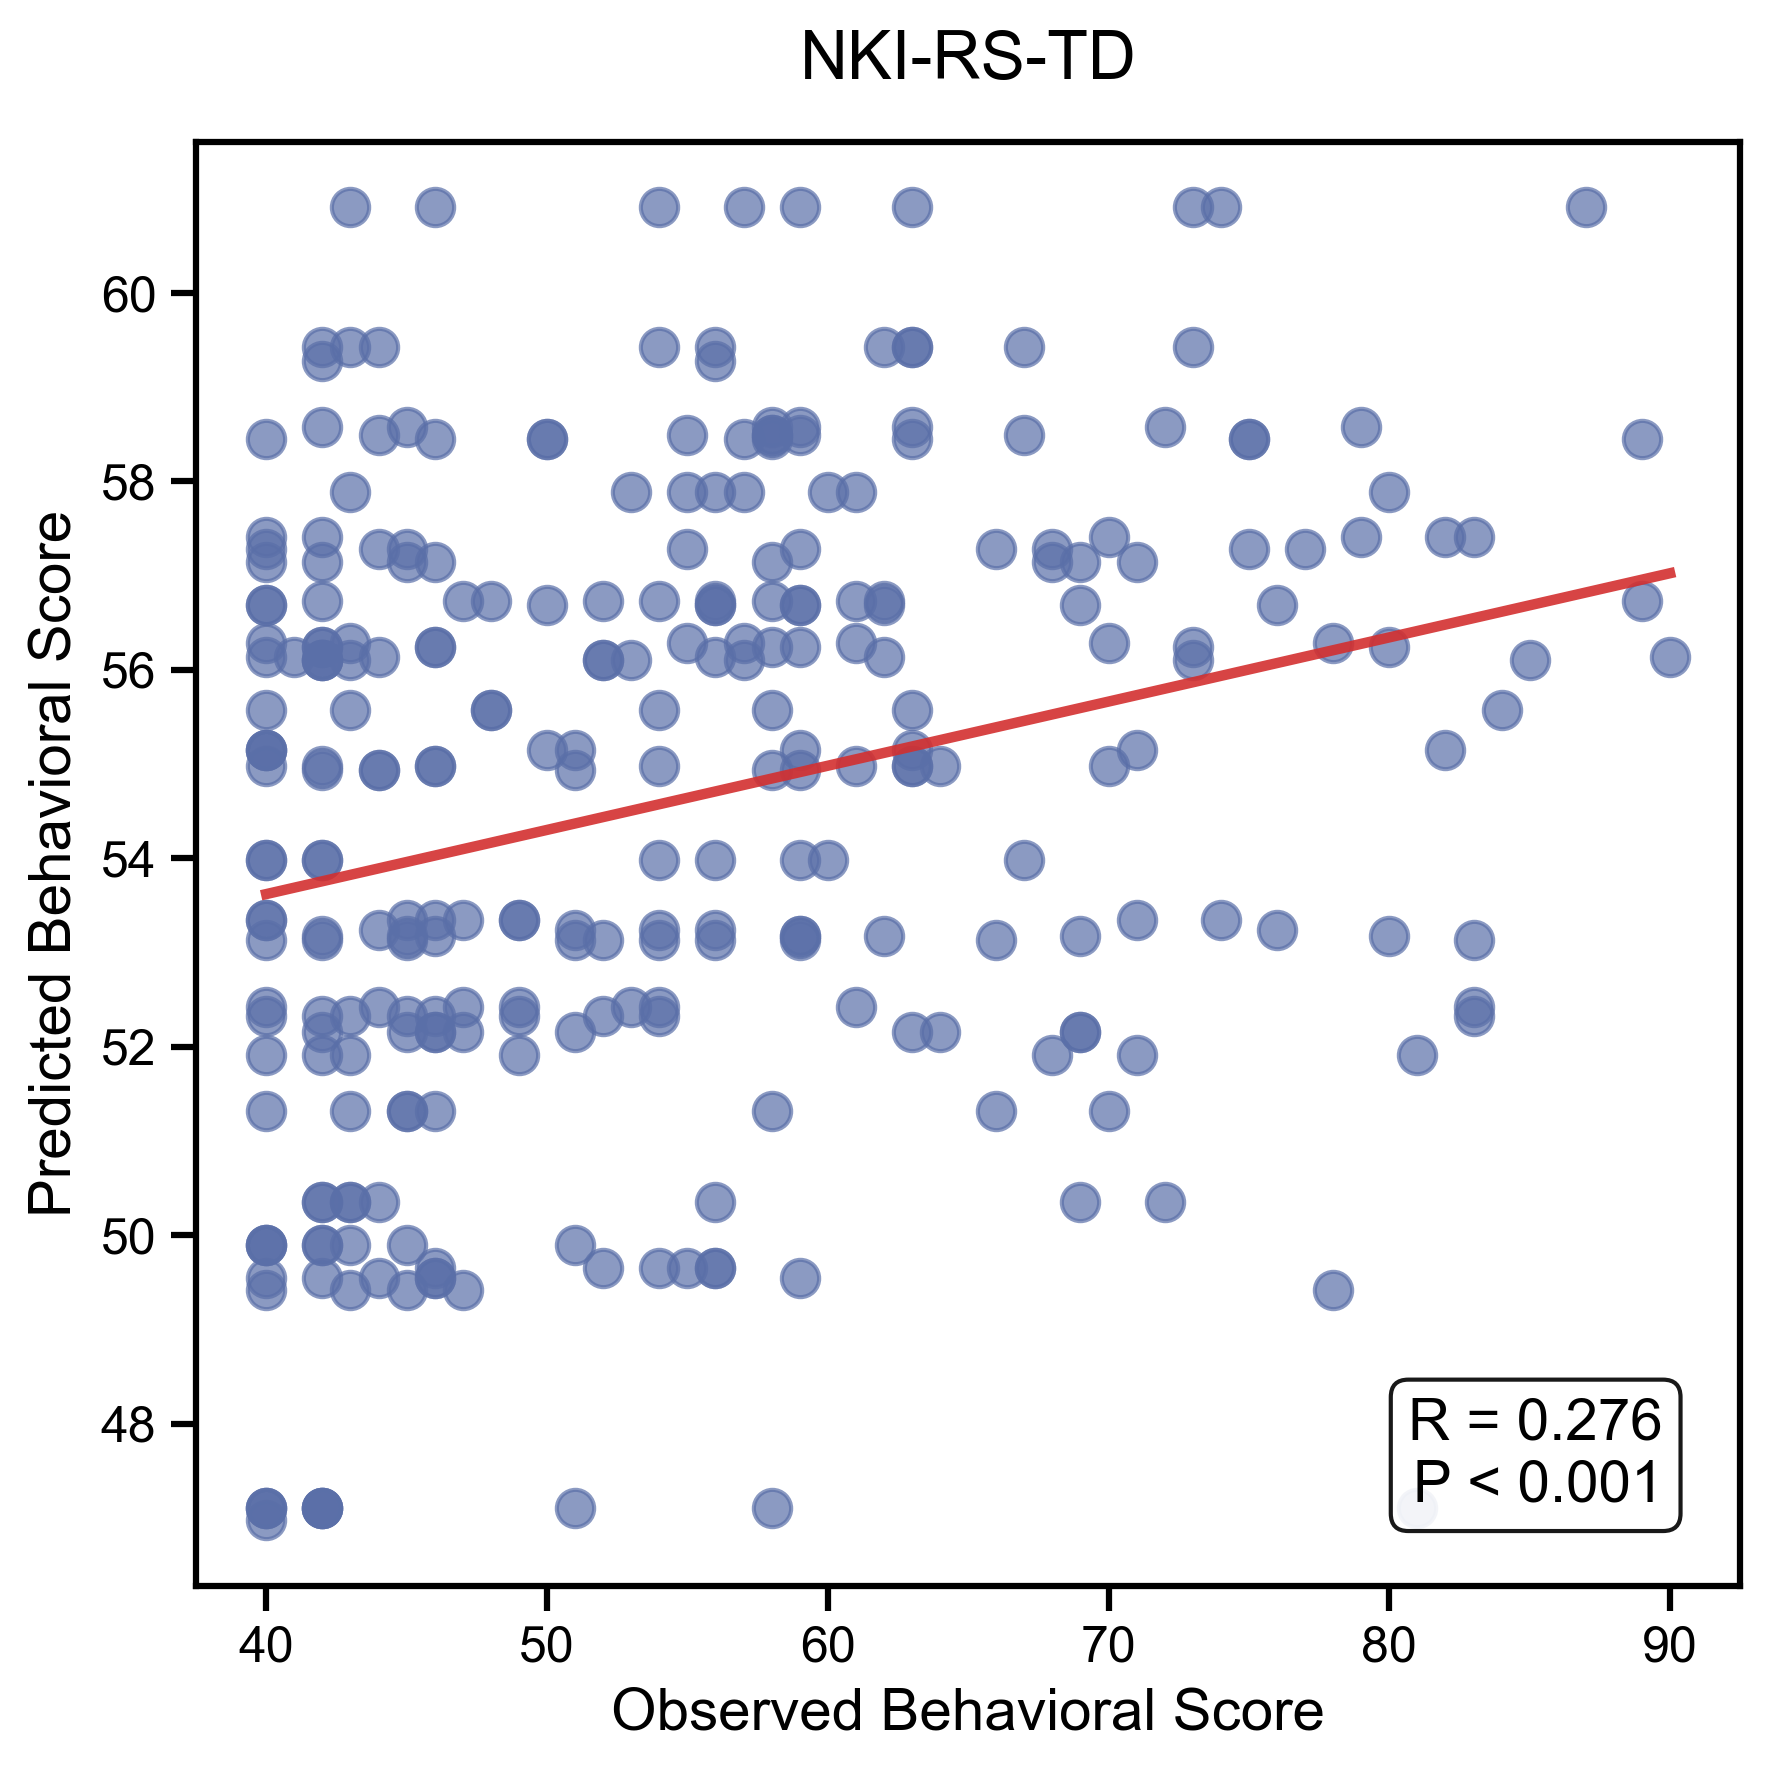 NKI-RS-TD
Predicted Behavioral Score
60
58
56
54
52
50
48
R = 0.276
P < 0.001
40 50 60 70 80 90
Observed Behavioral Score